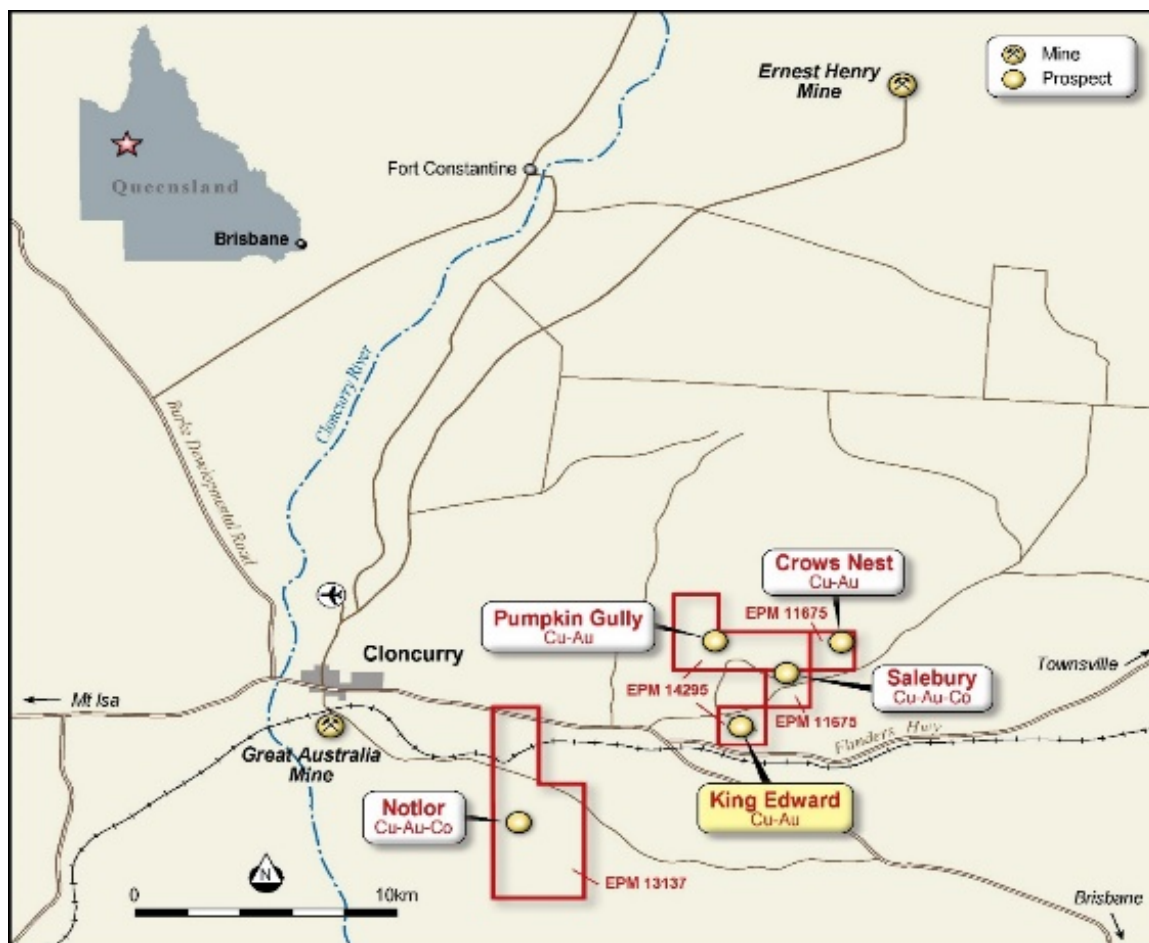 Mine
Prospect
Ernest Henry
Mine
Fort Constantine
Queensland
Brisbane
Cloncurry River
Burke Developmental Road
Crows Nest
Cu-Au
EPM 11675
Pumpkin Gully
Cu-Au
Cloncurry
Townsville
Salebury
Cu-Au-Co
EPM 14295
Mt Isa
EPM 11675
Flanders Hwy
Great Australia
Mine
King Edward
Cu-Au
Notlor
Cu-Au-Co
N
EPM 13137
0
10km
Brisbane